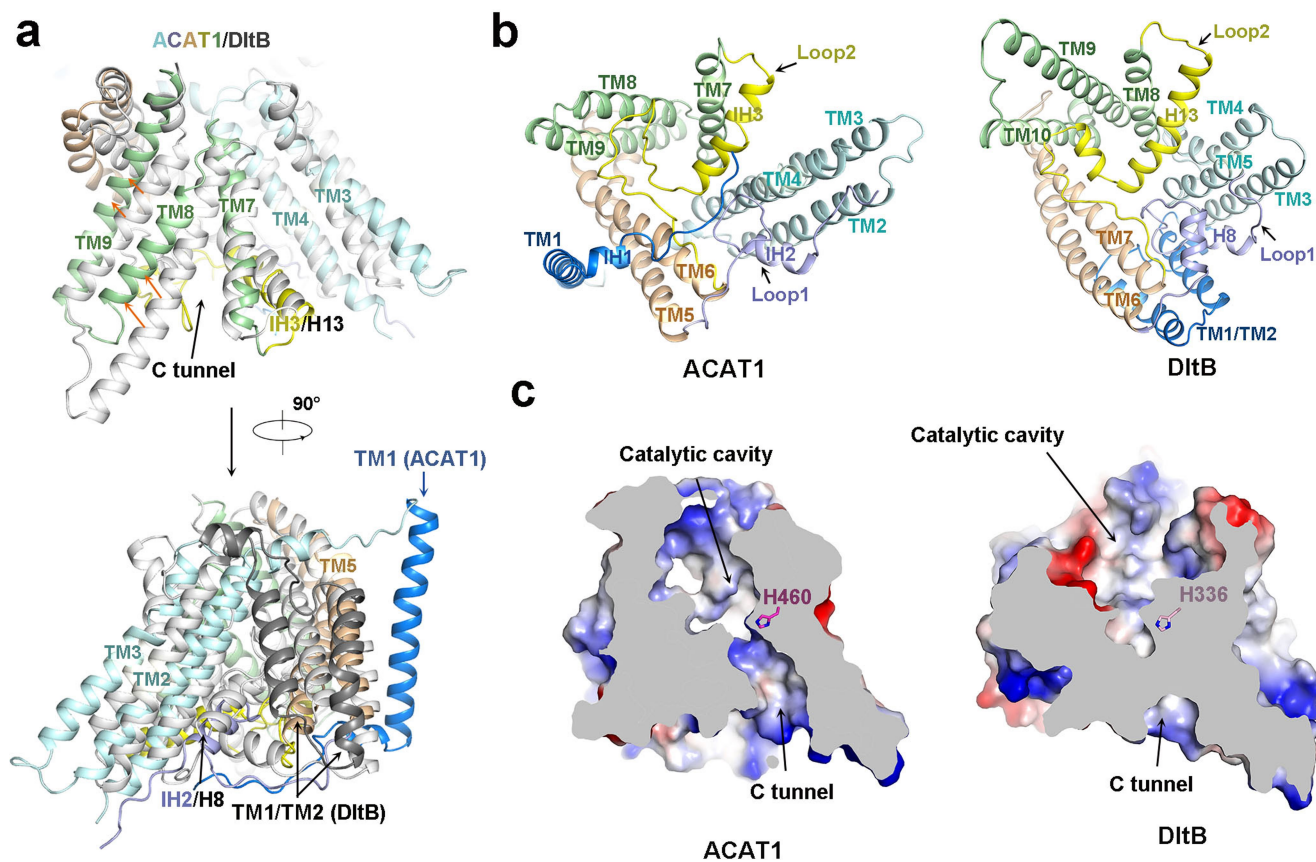 a
ACAT1/DltB
TM3
TM4
TM7
TM8
TM9
IH3/H13
C tunnel
90°
TM1 (ACAT1)
TM5
TM3
TM2
IH2/H8
TM1/TM2 (DltB)
b
Loop2
TM8
TM7
TM3
IH3
TM9
TM4
TM2
TM1
IH1
TM6
IH2
TM5
Loop1
ACAT1
TM9
Loop2
TM8
TM4
H13
TM10
TM5
TM3
TM7
H8
Loop1
TM6
TM1/TM2
DltB
c
Catalytic cavity
H460
C tunnel
ACAT1
Catalytic cavity
H336
C tunnel
DltB